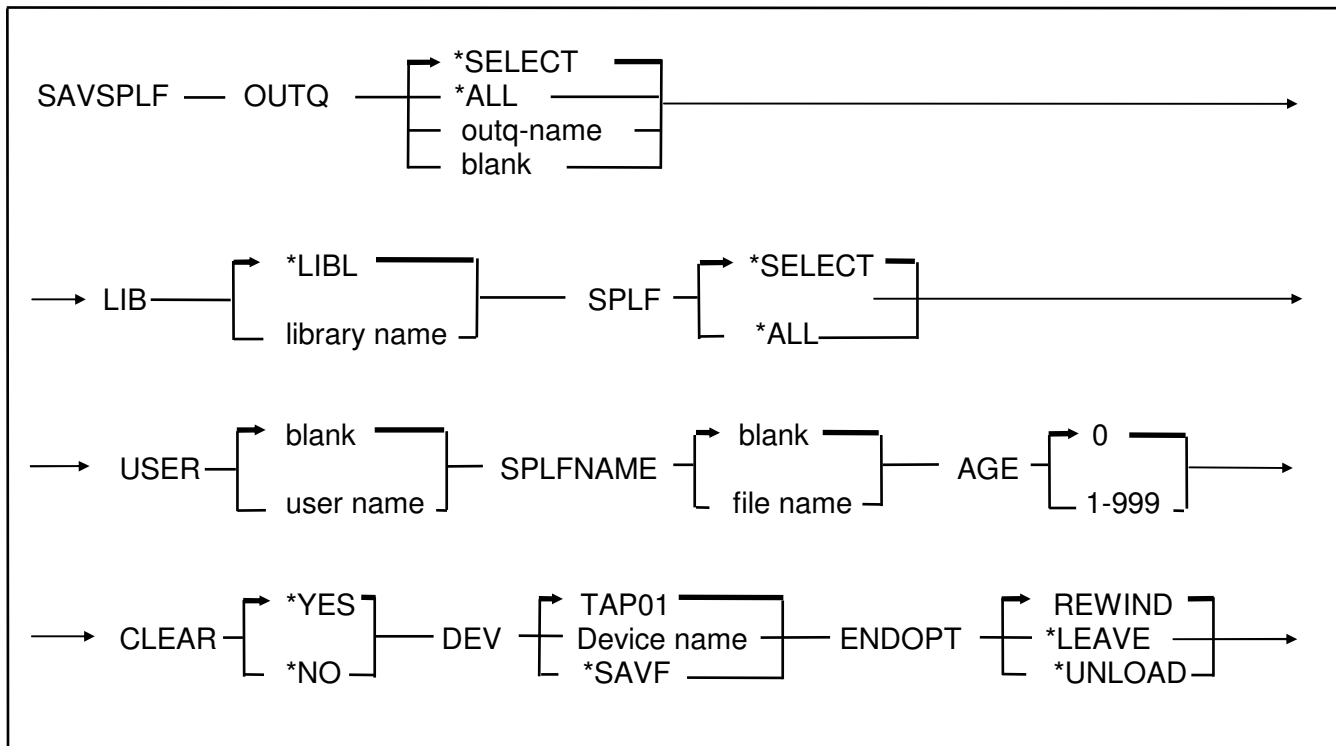 *SELECT
SAVSPLF OUTQ *ALL
outq-name
blank
*LIBL *SELECT
LIB SPLF
library name *ALL
blank blank 0
USER SPLFNAME AGE
user name file name 1-999
*YES TAP01 REWIND
CLEAR DEV Device name ENDOPT *LEAVE
*NO *SAVF *UNLOAD